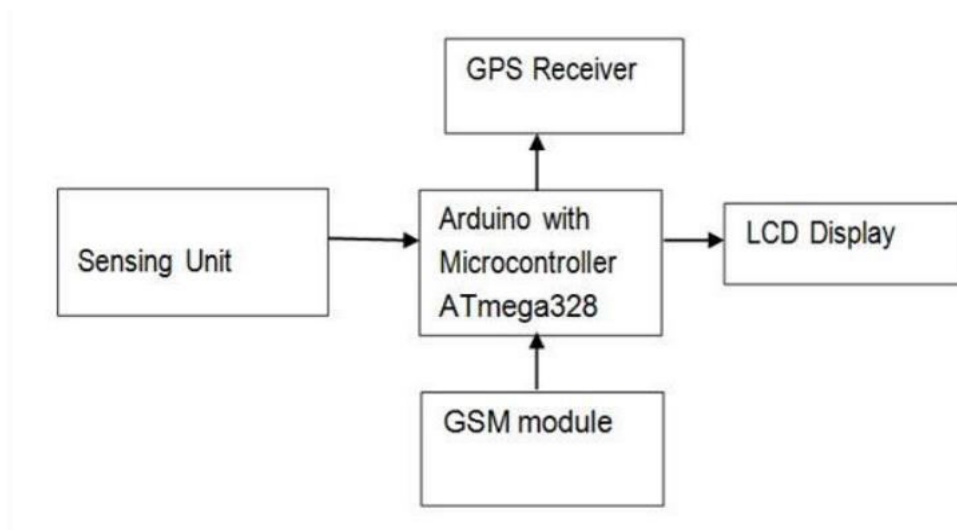 GPS Receiver
Sensing Unit
Arduino with
Microcontroller
ATmega328
LCD Display
GSM module